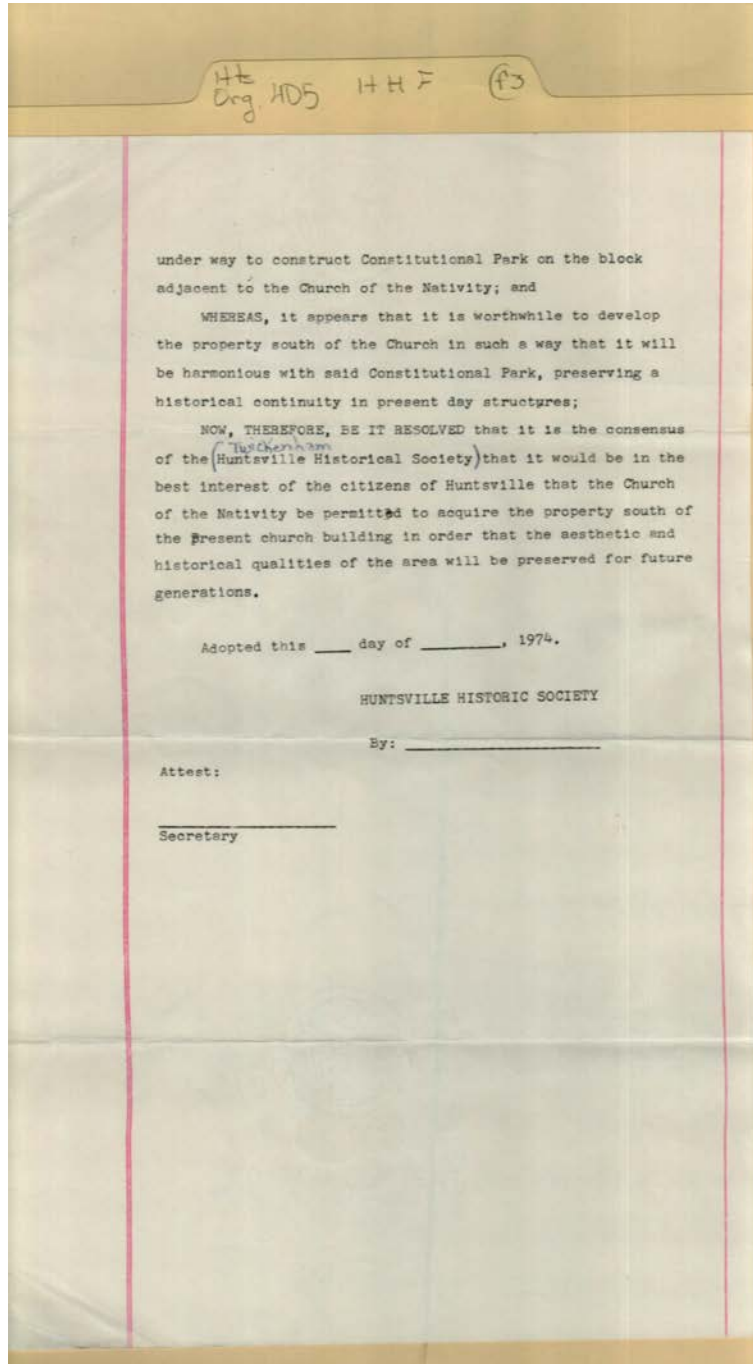 Hts
Org. HDS HHF f3
under way to construct Constitutional Park on the block
adjacent to the Church of the Nativity; and
WHEREAS, it appears that it is worthwhile to develop
the property south of the Church in such a way that it will
be harmonious with said Constitutional Park, preserving a
historical continuity in present day structures;
NOW, THEREFORE, BE IT RESOLVED that it is the consensus
of the (Huntsville Historical Society) that it would be in the
best interest of the citizens of Huntsville that the Church
of the Nativity be permitted to acquire the property south of
the present church building in order that the aesthetic and
historical qualities of the area will be preserved for future
generations.
Adopted this ____ day of ________, 1974.
HUNTSVILLE HISTORIC SOCIETY
By: ____________________
Attest:
Secretary